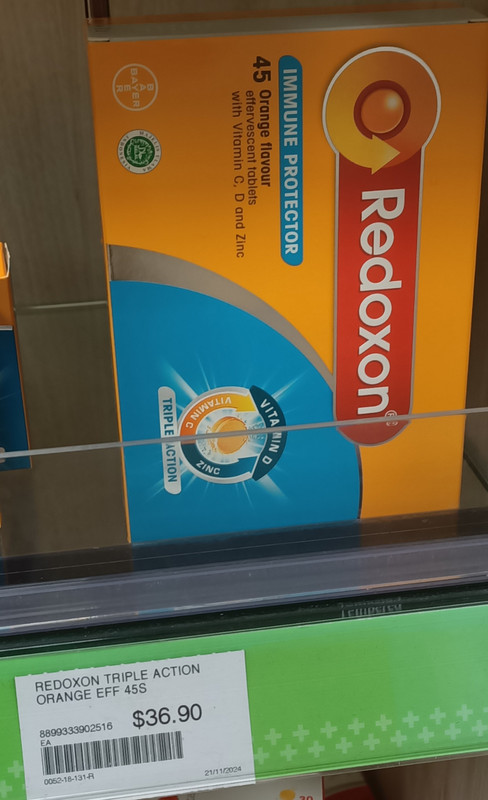 Redoxon®
IMMUNE PROTECTOR
45 Orange flavour
effervescent tablets
with Vitamin C, D and Zinc
BAYER
BAYER
VITAMIN D
VITAMIN C
ZINC
TRIPLE ACTION
REDOXON TRIPLE ACTION
ORANGE EFF 45S
8899333902516
$36.90
EA
0052-18-131-R
21/11/2024